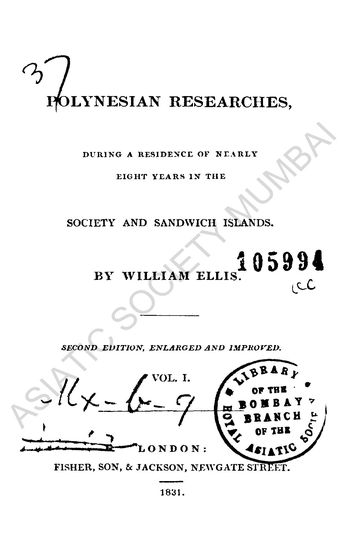 37
POLYNESIAN RESEARCHES,
DURING A RESIDENCE OF NEARLY
EIGHT YEARS IN THE
SOCIETY AND SANDWICH ISLANDS.
105994
BY WILLIAM ELLIS.
SECOND EDITION, ENLARGED AND IMPROVED.
VOL. I.
LIBRARY
OF THE
BOMBAY
BRANCH
OF THE
ROYAL ASIATIC SOCIETY
LONDON:
FISHER, SON, & JACKSON, NEWGATE STREET.
1831.
ASIATIC SOCIETY MUMBAI